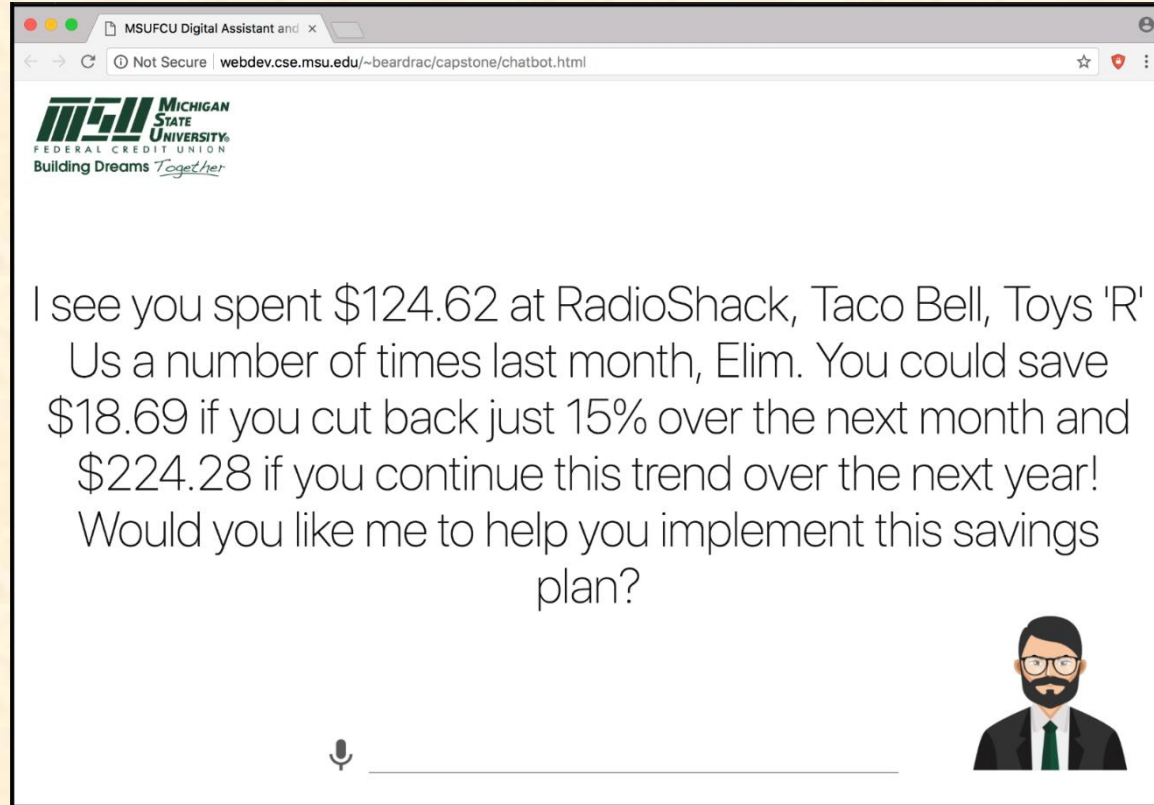 MSUFCU Digital Assistant and
Not Secure webdev.cse.msu.edu/~beardrac/capstone/chatbot.html
MSU MICHIGAN
STATE
UNIVERSITY®
FEDERAL CREDIT UNION
Building Dreams Together
I see you spent $124.62 at RadioShack, Taco Bell, Toys 'R'
Us a number of times last month, Elim. You could save
$18.69 if you cut back just 15% over the next month and
$224.28 if you continue this trend over the next year!
Would you like me to help you implement this savings
plan?